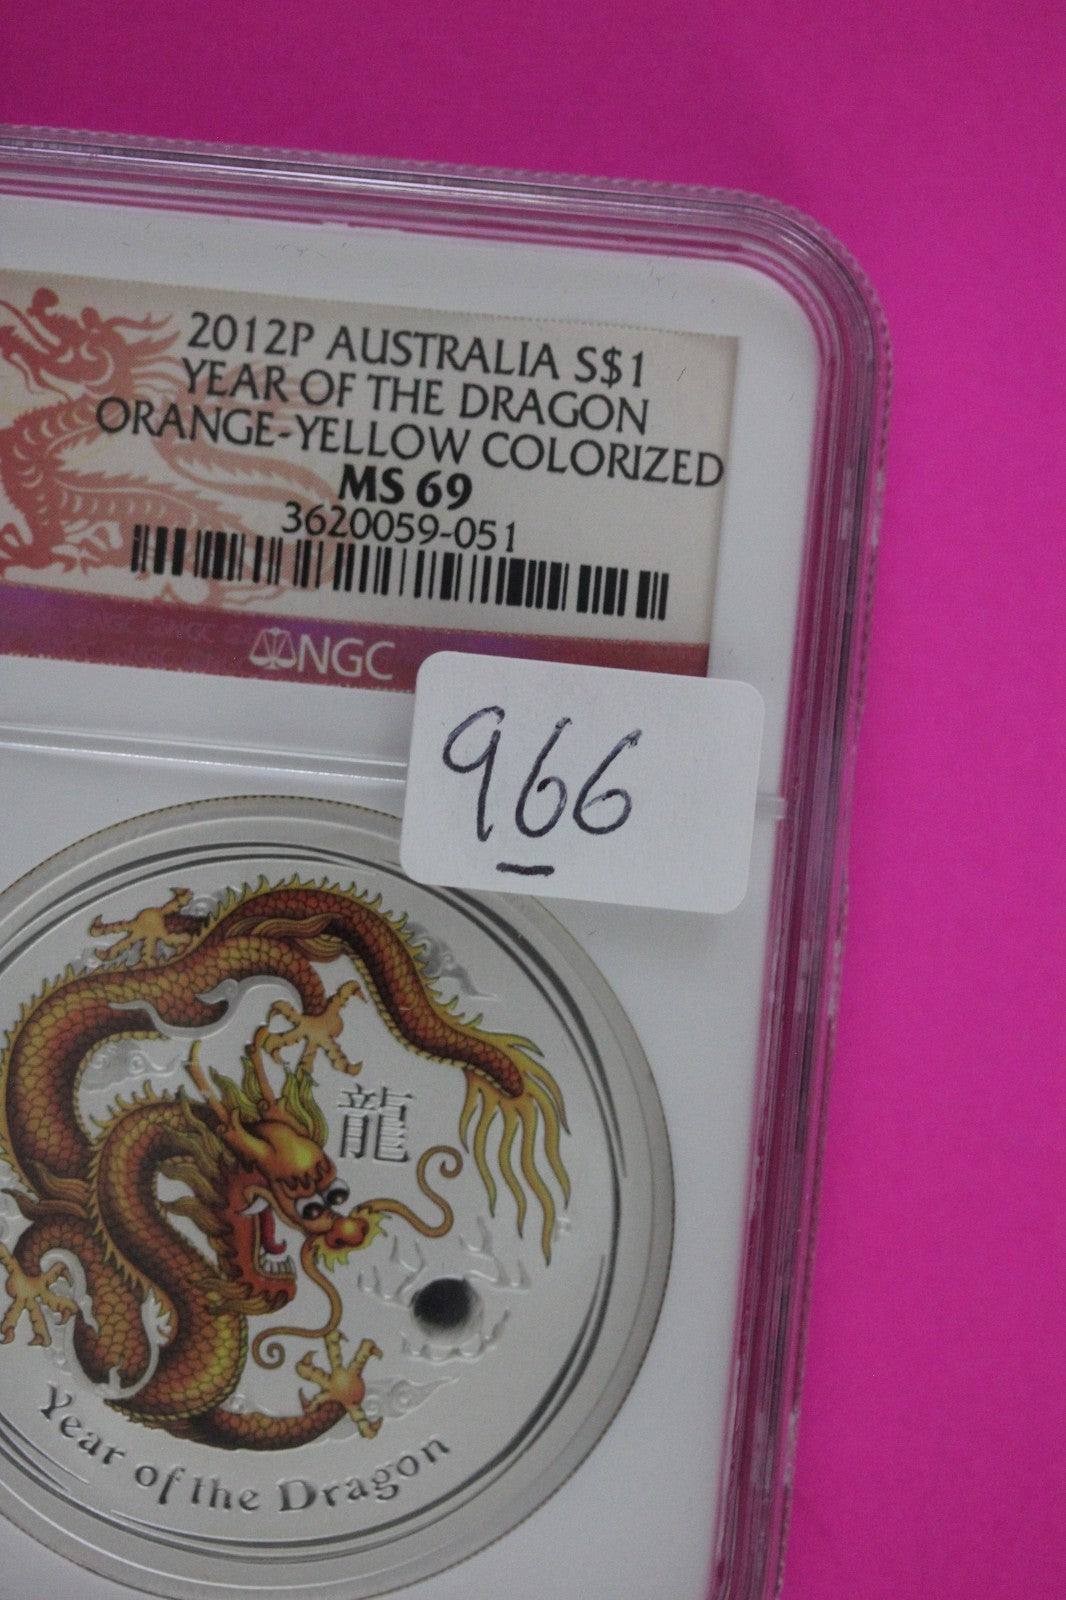 2012P AUSTRALIA S$1
YEAR OF THE DRAGON
ORANGE-YELLOW COLORIZED
MS 69
3620059-051
NGC
966
龍
Year of the Dragon